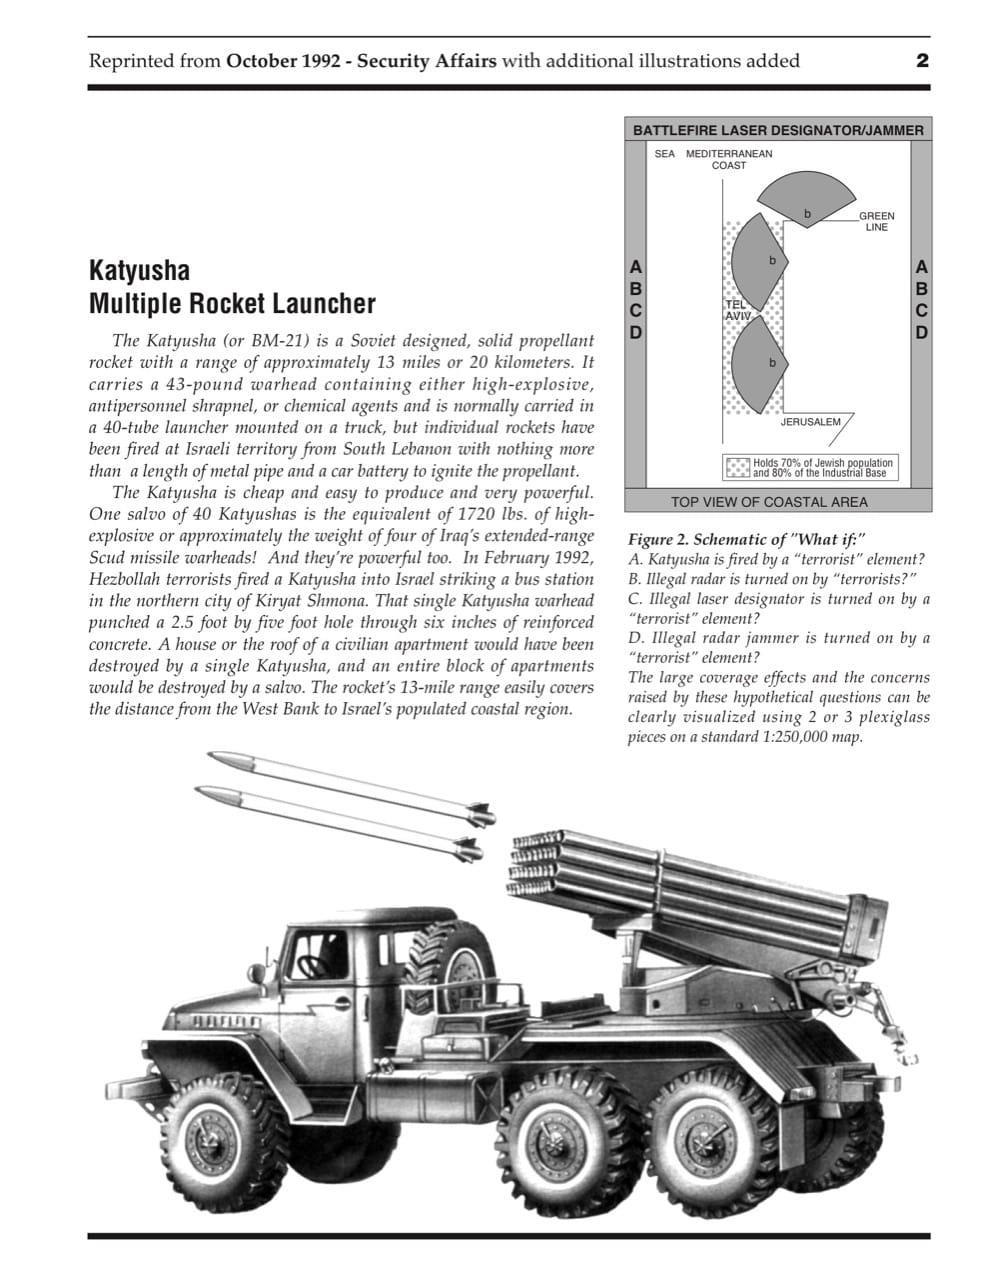 Reprinted from October 1992 - Security Affairs with additional illustrations added 2
Katyusha
Multiple Rocket Launcher
The Katyusha (or BM-21) is a Soviet designed, solid propellant
rocket with a range of approximately 13 miles or 20 kilometers. It
carries a 43-pound warhead containing either high-explosive,
antipersonnel shrapnel, or chemical agents and is normally carried in
a 40-tube launcher mounted on a truck, but individual rockets have
been fired at Israeli territory from South Lebanon with nothing more
than a length of metal pipe and a car battery to ignite the propellant.
The Katyusha is cheap and easy to produce and very powerful.
One salvo of 40 Katyushas is the equivalent of 1720 lbs. of high-
explosive or approximately the weight of four of Iraq's extended-range
Scud missile warheads! And they're powerful too. In February 1992,
Hezbollah terrorists fired a Katyusha into Israel striking a bus station
in the northern city of Kiryat Shmona. That single Katyusha warhead
punched a 2.5 foot by five foot hole through six inches of reinforced
concrete. A house or the roof of a civilian apartment would have been
destroyed by a single Katyusha, and an entire block of apartments
would be destroyed by a salvo. The rocket's 13-mile range easily covers
the distance from the West Bank to Israel's populated coastal region.
BATTLEFIRE LASER DESIGNATOR/JAMMER
SEA MEDITERRANEAN
COAST
b
GREEN
LINE
b
A
B
C
D
A
B
C
D
TEL
AVIV
b
JERUSALEM
Holds 70% of Jewish population
and 80% of the Industrial Base
TOP VIEW OF COASTAL AREA
Figure 2. Schematic of "What if:"
A. Katyusha is fired by a “terrorist” element?
B. Illegal radar is turned on by “terrorists?”
C. Illegal laser designator is turned on by a
“terrorist” element?
D. Illegal radar jammer is turned on by a
“terrorist” element?
The large coverage effects and the concerns
raised by these hypothetical questions can be
clearly visualized using 2 or 3 plexiglass
pieces on a standard 1:250,000 map.